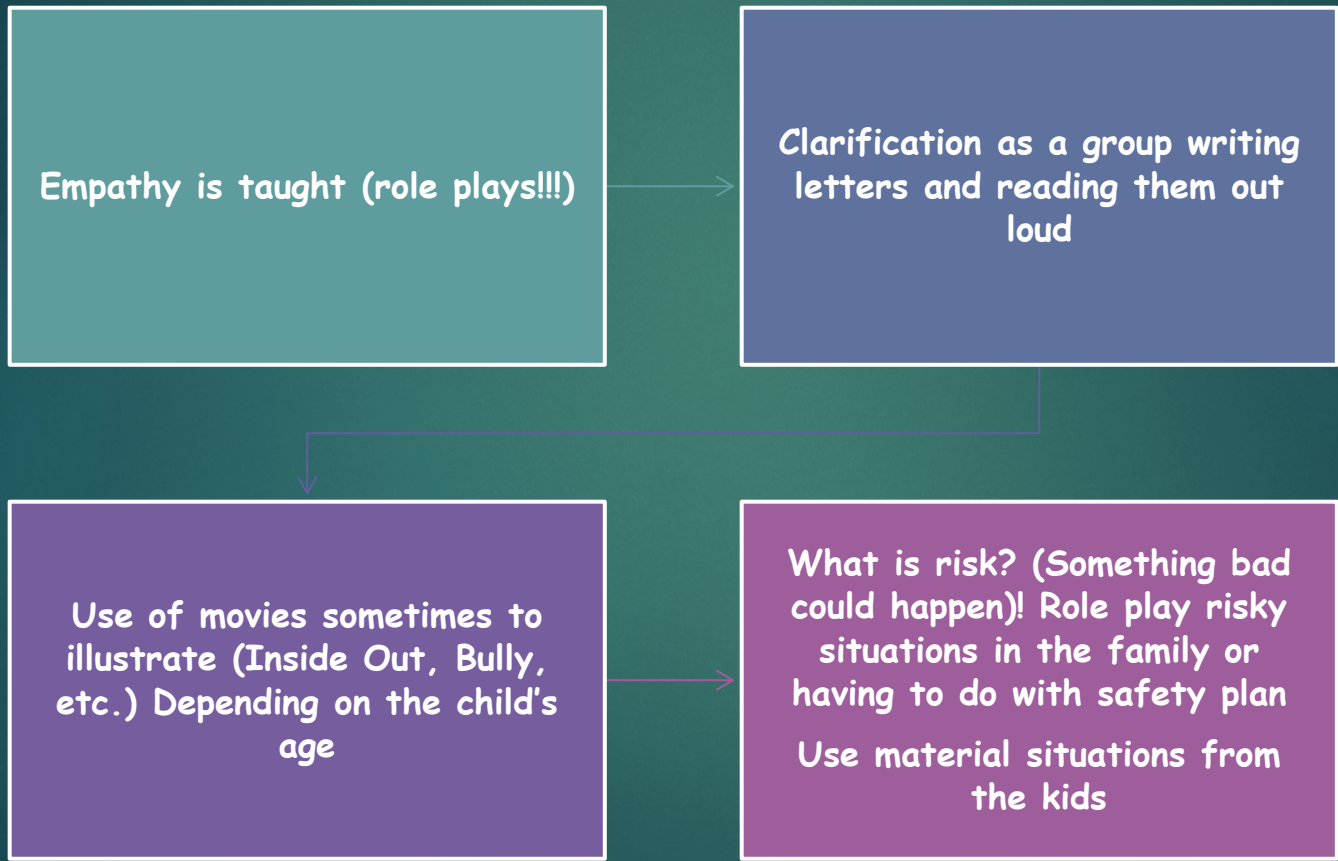 Empathy is taught (role plays!!!)
Clarification as a group writing
letters and reading them out
loud
Use of movies sometimes to
illustrate (Inside Out, Bully,
etc.) Depending on the child's
age
What is risk? (Something bad
could happen)! Role play risky
situations in the family or
having to do with safety plan
Use material situations from
the kids